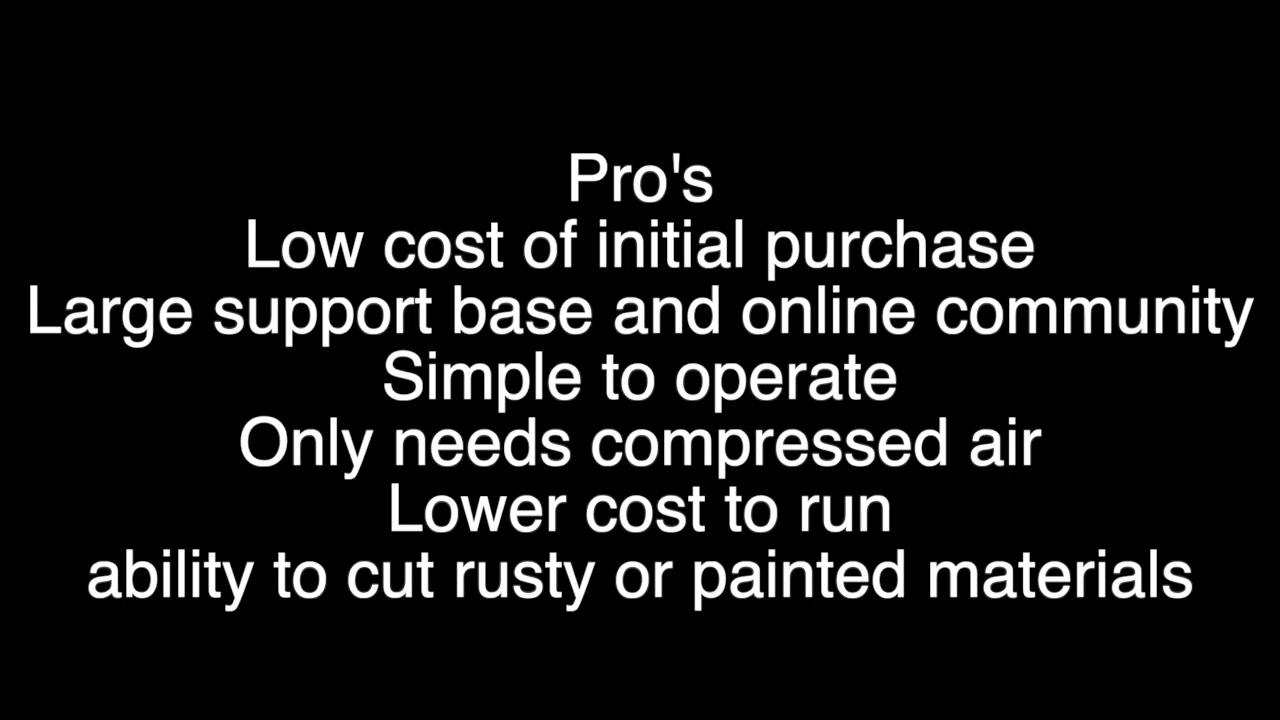 Pro's
Low cost of initial purchase
Large support base and online community
Simple to operate
Only needs compressed air
Lower cost to run
ability to cut rusty or painted materials